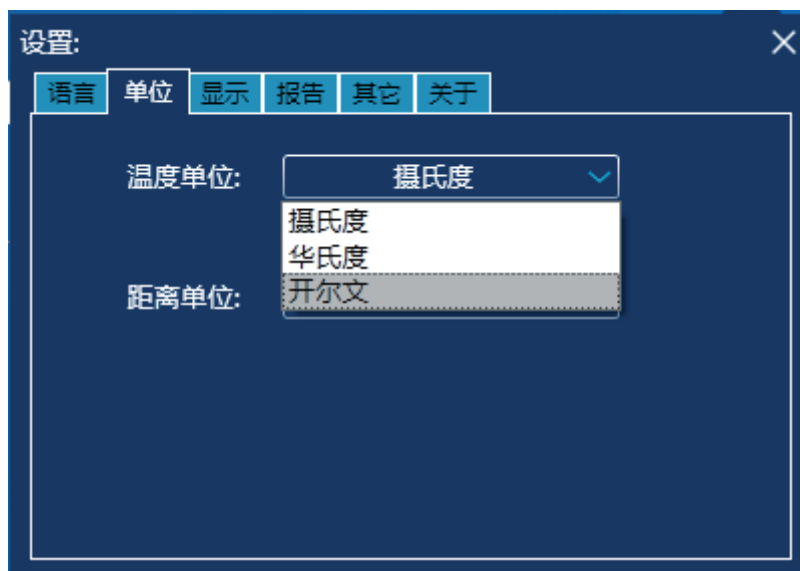 设置:
语言 单位 显示 报告 其它 关于
温度单位: 摄氏度
摄氏度
华氏度
开尔文
距离单位: